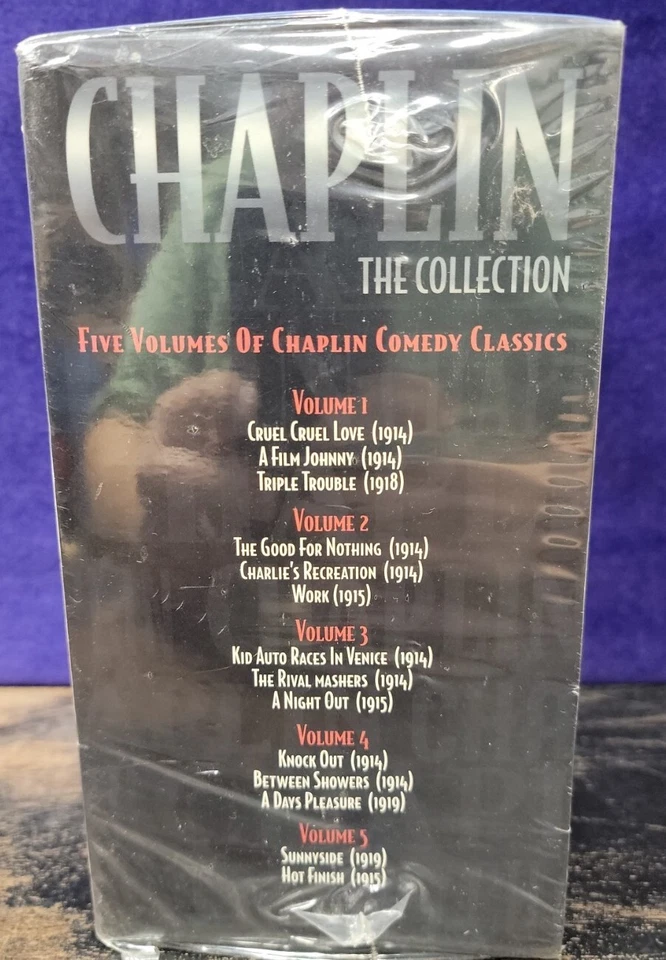 CHAPLIN
THE COLLECTION
FIVE VOLUMES OF CHAPLIN COMEDY CLASSICS
VOLUME 1
CRUEL CRUEL LOVE (1914)
A FILM JOHNNY (1914)
TRIPLE TROUBLE (1918)
VOLUME 2
THE GOOD FOR NOTHING (1914)
CHARLIE'S RECREATION (1914)
WORK (1915)
VOLUME 3
KID AUTO RACES IN VENICE (1914)
THE RIVAL MASHERS (1914)
A NIGHT OUT (1915)
VOLUME 4
KNOCK OUT (1914)
BETWEEN SHOWERS (1914)
A DAYS PLEASURE (1919)
VOLUME 5
SUNNYSIDE (1919)
HOT FINISH (1915)